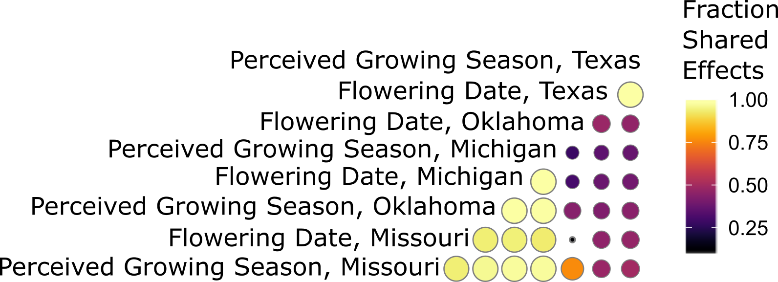 Fraction
Shared
Effects
Perceived Growing Season, Texas
Flowering Date, Texas
Flowering Date, Oklahoma
Perceived Growing Season, Michigan
Flowering Date, Michigan
Perceived Growing Season, Oklahoma
Flowering Date, Missouri
Perceived Growing Season, Missouri
1.00
0.75
0.50
0.25